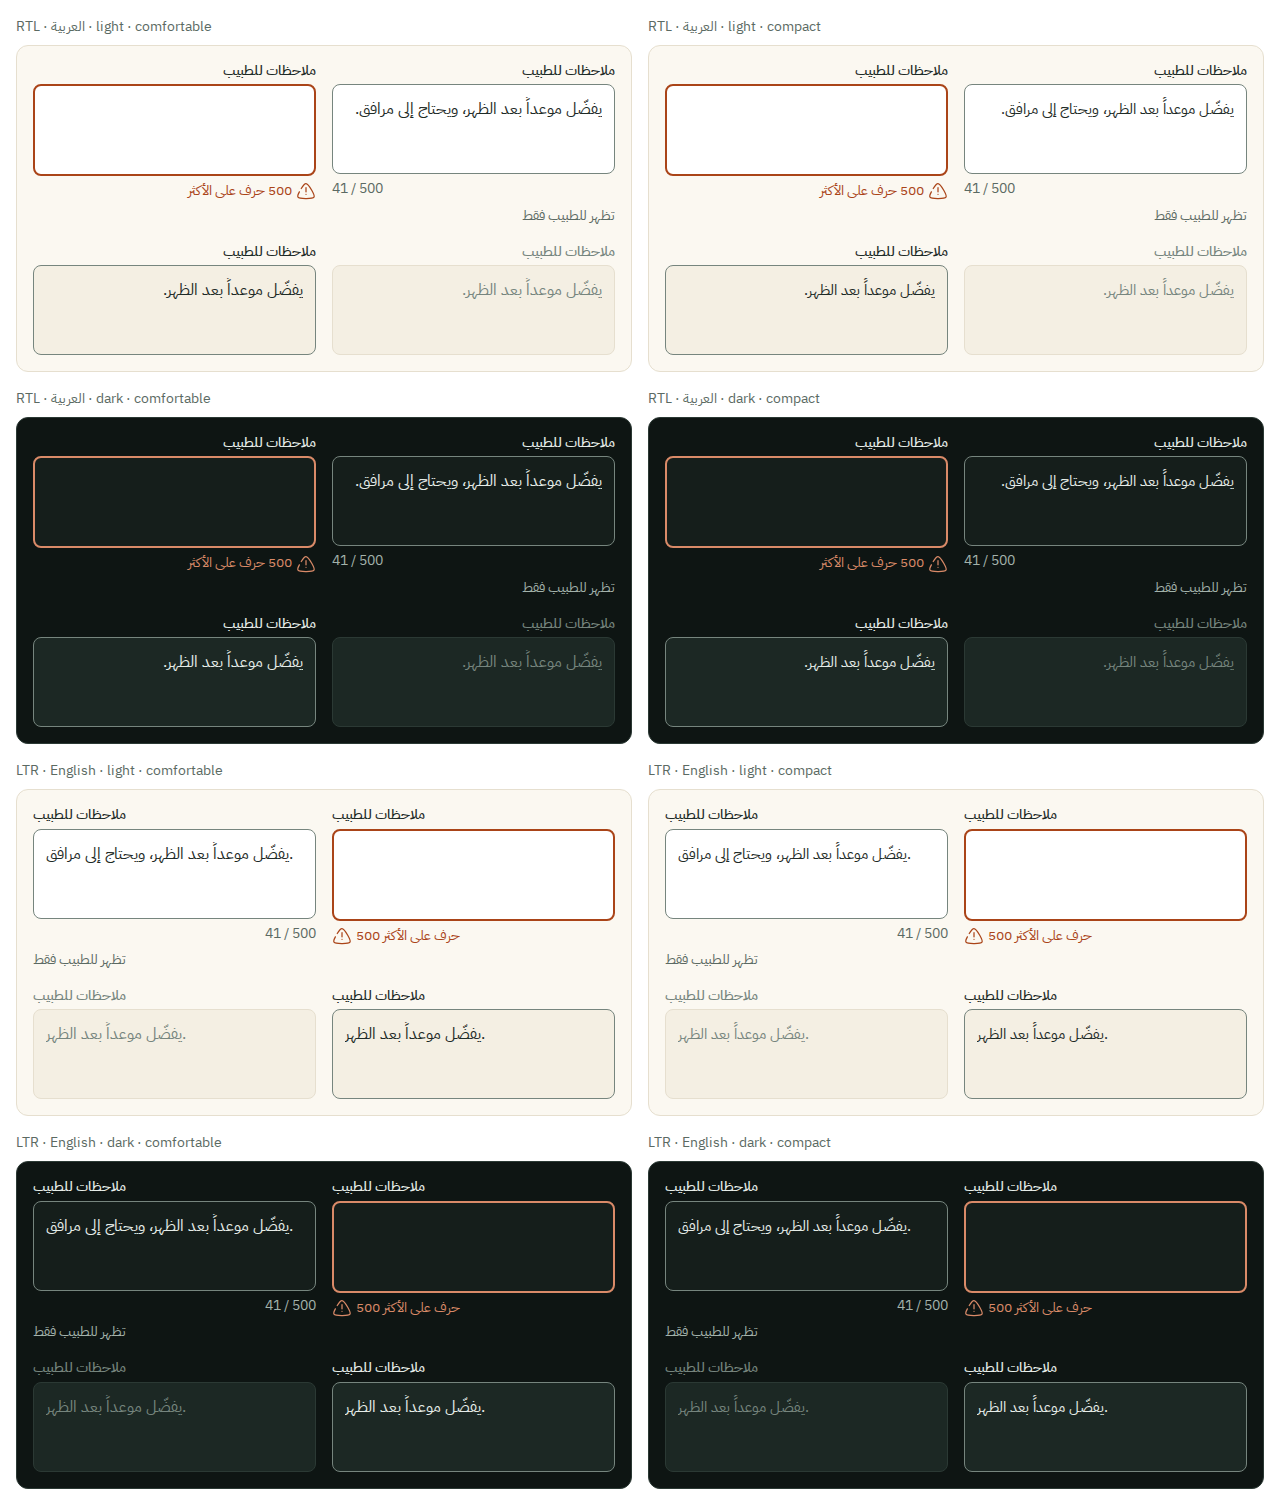 RTL · العربية · light · comfortable
ملاحظات للطبيب
يفضّل موعداً بعد الظهر، ويحتاج إلى مرافق.
41 / 500
تظهر للطبيب فقط
ملاحظات للطبيب
500 حرف على الأكثر
ملاحظات للطبيب
يفضّل موعداً بعد الظهر.
ملاحظات للطبيب
يفضّل موعداً بعد الظهر.
RTL · العربية · light · compact
ملاحظات للطبيب
يفضّل موعداً بعد الظهر، ويحتاج إلى مرافق.
41 / 500
تظهر للطبيب فقط
ملاحظات للطبيب
500 حرف على الأكثر
ملاحظات للطبيب
يفضّل موعداً بعد الظهر.
ملاحظات للطبيب
يفضّل موعداً بعد الظهر.
RTL · العربية · dark · comfortable
ملاحظات للطبيب
يفضّل موعداً بعد الظهر، ويحتاج إلى مرافق.
41 / 500
تظهر للطبيب فقط
ملاحظات للطبيب
500 حرف على الأكثر
ملاحظات للطبيب
يفضّل موعداً بعد الظهر.
ملاحظات للطبيب
يفضّل موعداً بعد الظهر.
RTL · العربية · dark · compact
ملاحظات للطبيب
يفضّل موعداً بعد الظهر، ويحتاج إلى مرافق.
41 / 500
تظهر للطبيب فقط
ملاحظات للطبيب
500 حرف على الأكثر
ملاحظات للطبيب
يفضّل موعداً بعد الظهر.
ملاحظات للطبيب
يفضّل موعداً بعد الظهر.
LTR · English · light · comfortable
ملاحظات للطبيب
يفضّل موعداً بعد الظهر، ويحتاج إلى مرافق.
41 / 500
تظهر للطبيب فقط
ملاحظات للطبيب
500 حرف على الأكثر
ملاحظات للطبيب
يفضّل موعداً بعد الظهر.
ملاحظات للطبيب
يفضّل موعداً بعد الظهر.
LTR · English · light · compact
ملاحظات للطبيب
يفضّل موعداً بعد الظهر، ويحتاج إلى مرافق.
41 / 500
تظهر للطبيب فقط
ملاحظات للطبيب
500 حرف على الأكثر
ملاحظات للطبيب
يفضّل موعداً بعد الظهر.
ملاحظات للطبيب
يفضّل موعداً بعد الظهر.
LTR · English · dark · comfortable
ملاحظات للطبيب
يفضّل موعداً بعد الظهر، ويحتاج إلى مرافق.
41 / 500
تظهر للطبيب فقط
ملاحظات للطبيب
500 حرف على الأكثر
ملاحظات للطبيب
يفضّل موعداً بعد الظهر.
ملاحظات للطبيب
يفضّل موعداً بعد الظهر.
LTR · English · dark · compact
ملاحظات للطبيب
يفضّل موعداً بعد الظهر، ويحتاج إلى مرافق.
41 / 500
تظهر للطبيب فقط
ملاحظات للطبيب
500 حرف على الأكثر
ملاحظات للطبيب
يفضّل موعداً بعد الظهر.
ملاحظات للطبيب
يفضّل موعداً بعد الظهر.